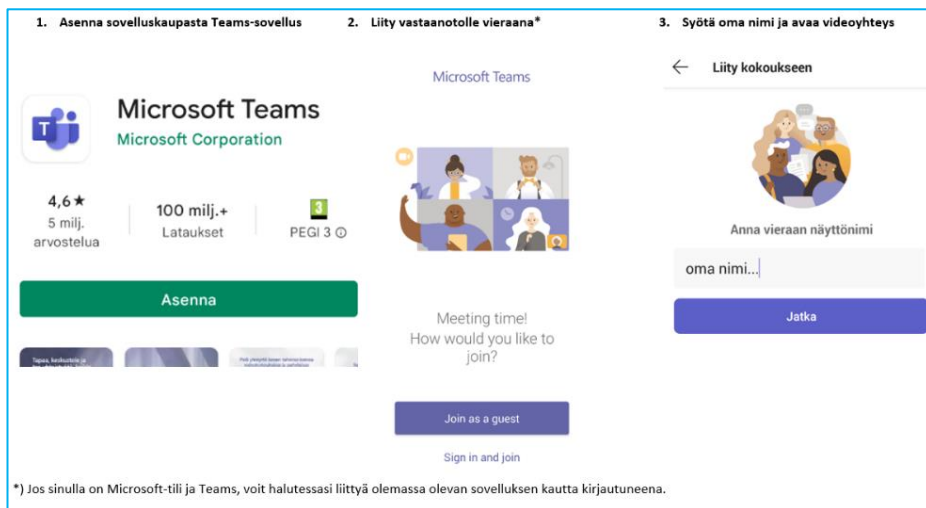 1. Asenna sovelluskaupasta Teams-sovellus
2. Liity vastaanotolle vieraana*
3. Syötä oma nimi ja avaa videoyhteys
T
Microsoft Teams
Microsoft Corporation
4,6★
5 milj.
arvostelua
100 milj.+
Lataukset
3
PEGI 3
Asenna
Tapaa, keskustele ja
Microsoft Teams
Meeting time!
How would you like to
join?
Join as a guest
Sign in and join
Liity kokoukseen
Anna vieraan näyttönimi
oma nimi...
Jatka
*) Jos sinulla on Microsoft-tili ja Teams, voit halutessasi liittyä olemassa olevan sovelluksen kautta kirjautuneena.